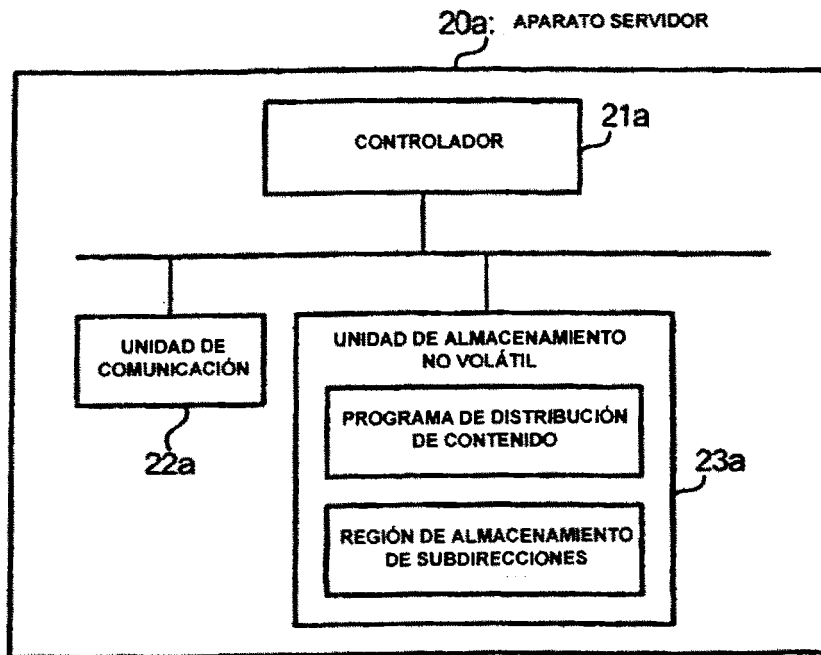 20a: APARATO SERVIDOR
CONTROLADOR
21a
UNIDAD DE
COMUNICACIÓN
22a
UNIDAD DE ALMACENAMIENTO
NO VOLÁTIL
PROGRAMA DE DISTRIBUCIÓN
DE CONTENIDO
23a
REGIÓN DE ALMACENAMIENTO
DE SUBDIRECCIONES